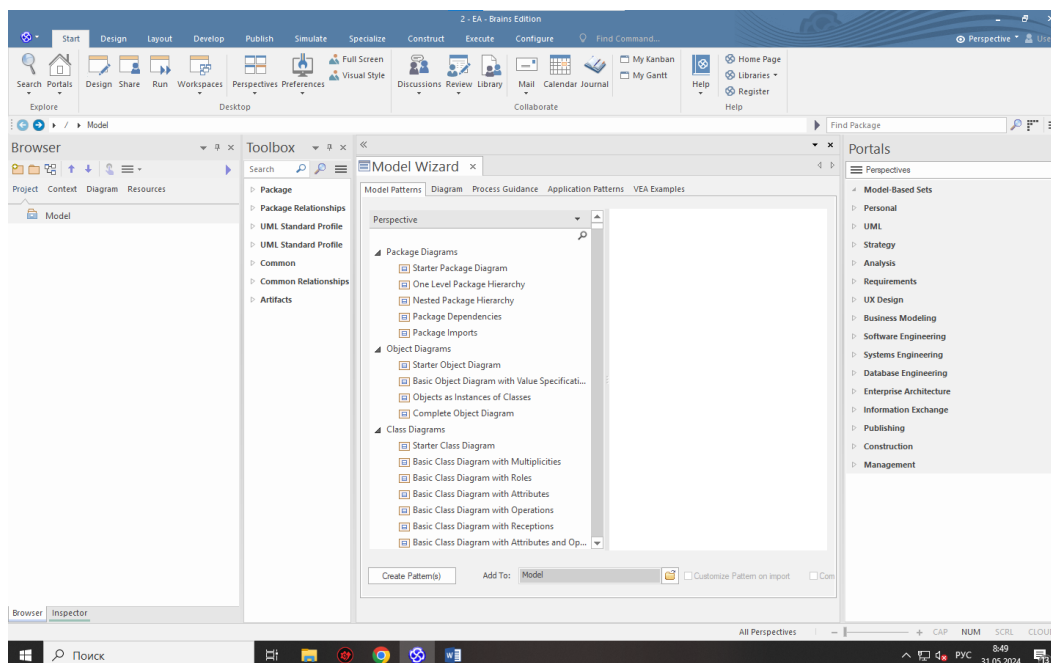 2 - EA - Brains Edition
Start Design Layout Develop Publish Simulate Specialize Construct Execute Configure Find Command... Perspective Use
Full Screen My Kanban Home Page
Visual Style My Gantt Libraries
Search Portals Design Share Run Workspaces Perspectives Preferences Discussions Review Library Mail Calendar Journal Help Register
Explore Desktop Collaborate Help
/ Model Find Package
Browser Toolbox Portals
Model Wizard
Search Perspectives
Project Context Diagram Resources
Model
Package
Package Relationships
UML Standard Profile
UML Standard Profile
Common
Common Relationships
Artifacts
Model Patterns Diagram Process Guidance Application Patterns VEA Examples
Perspective
Package Diagrams
Starter Package Diagram
One Level Package Hierarchy
Nested Package Hierarchy
Package Dependencies
Package Imports
Object Diagrams
Starter Object Diagram
Basic Object Diagram with Value Specificati...
Objects as Instances of Classes
Complete Object Diagram
Class Diagrams
Starter Class Diagram
Basic Class Diagram with Multiplicities
Basic Class Diagram with Roles
Basic Class Diagram with Attributes
Basic Class Diagram with Operations
Basic Class Diagram with Receptions
Basic Class Diagram with Attributes and Op...
Create Pattern(s) Add To: Model Customize Pattern on import Com
Model-Based Sets
Personal
UML
Strategy
Analysis
Requirements
UX Design
Business Modeling
Software Engineering
Systems Engineering
Database Engineering
Enterprise Architecture
Information Exchange
Publishing
Construction
Management
Browser Inspector
All Perspectives CAP NUM SCRL CLOU
Поиск РУС 8:49
31.05.2024